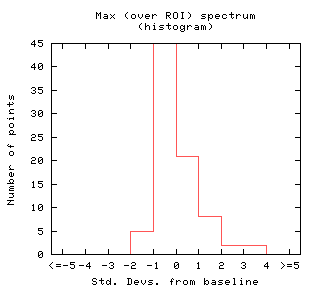 Max (over ROI) spectrum
(histogram)
45
40
35
30
25
20
15
10
5
0
Number of points
<=-5 -4 -3 -2 -1 0 1 2 3 4 >=5
Std. Devs. from baseline